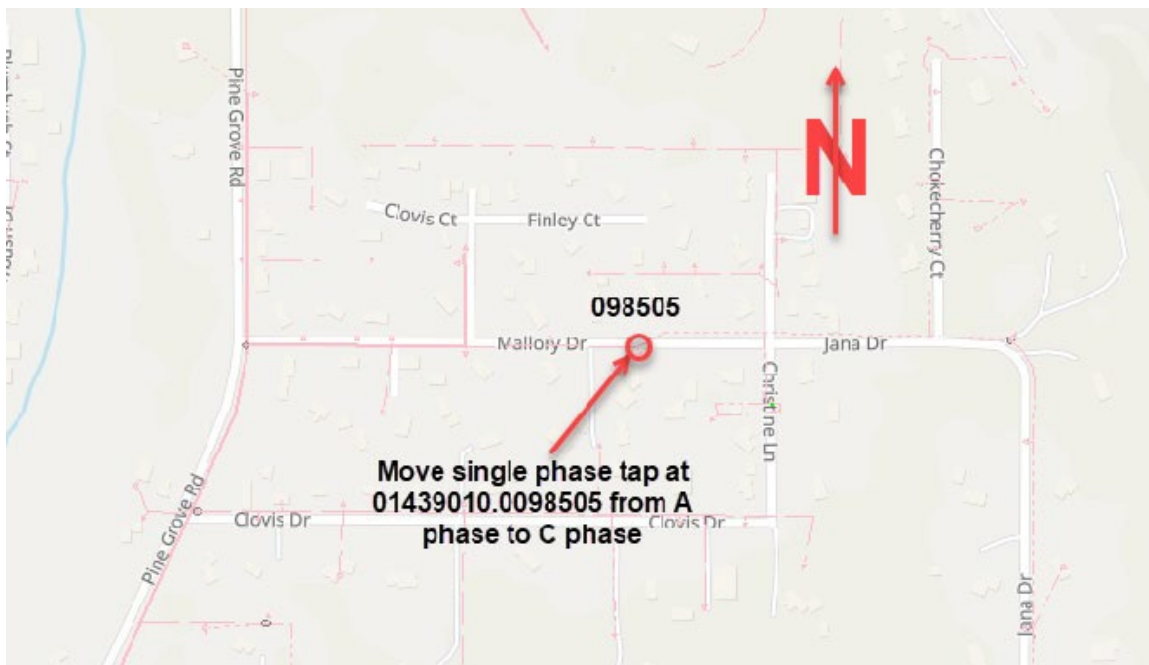 Pine Grove Rd
N
Chokecherry Ct
Clovis Ct
Finley Ct
098505
Mallory Dr
Jana Dr
Christine Ln
Move single phase tap at
01439010.0098505 from A
phase to C phase
Clovis Dr
Clovis Dr
Pine Grove Rd
Jana Dr